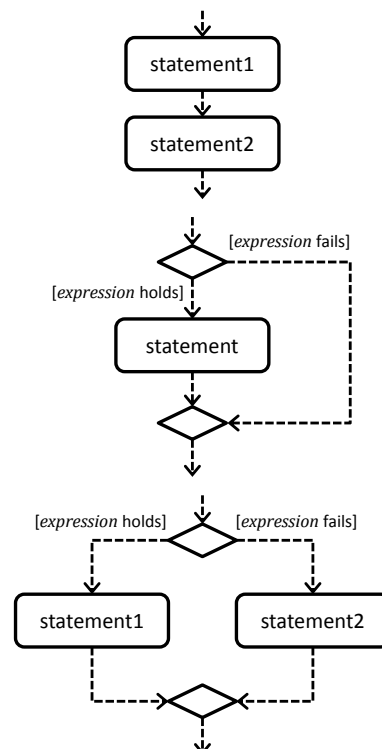 statement1
statement2
[expression fails]
[expression holds]
statement
[expression holds] [expression fails]
statement1 statement2